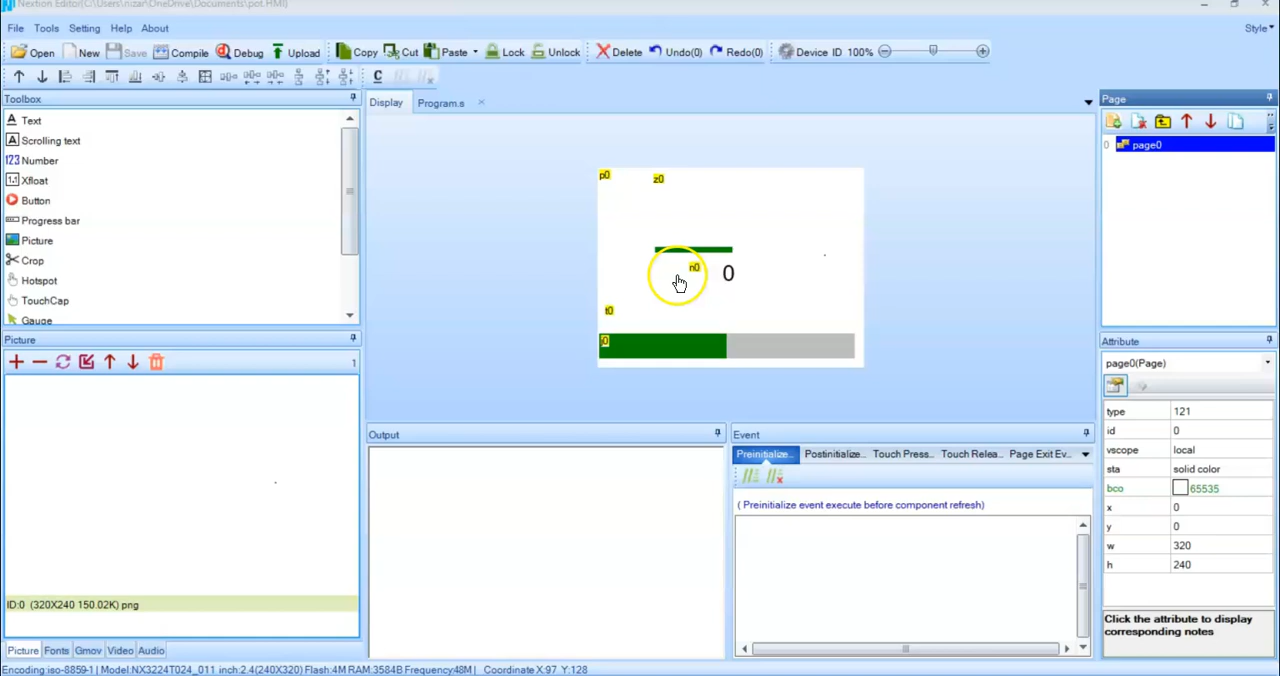 Nextion Editor(C:\Users\nizar\OneDrive\Documents\pot.HMI)
File Tools Setting Help About Style
Open New Save Compile Debug Upload Copy Cut Paste Lock Unlock Delete Undo(0) Redo(0) Device ID 100%
C
Toolbox
Text
Scrolling text
Number
Xfloat
Button
Progress bar
Picture
Crop
Hotspot
TouchCap
Gauge
Picture
1
ID:0 (320X240 150.02K) png
Picture Fonts Gmov Video Audio
Display Program.s
p0 z0
n0 0
t0
Output
Event
Preinitialize... Postinitialize... Touch Press... Touch Relea... Page Exit Ev...
( Preinitialize event execute before component refresh)
Page
0 page0
Attribute
page0(Page)
type 121
id 0
vscope local
sta solid color
bco 65535
x 0
y 0
w 320
h 240
Click the attribute to display
corresponding notes
Encoding:iso-8859-1 | Model:NX3224T024_011 inch:2.4(240X320) Flash:4M RAM:3584B Frequency:48M | Coordinate X:97 Y:128